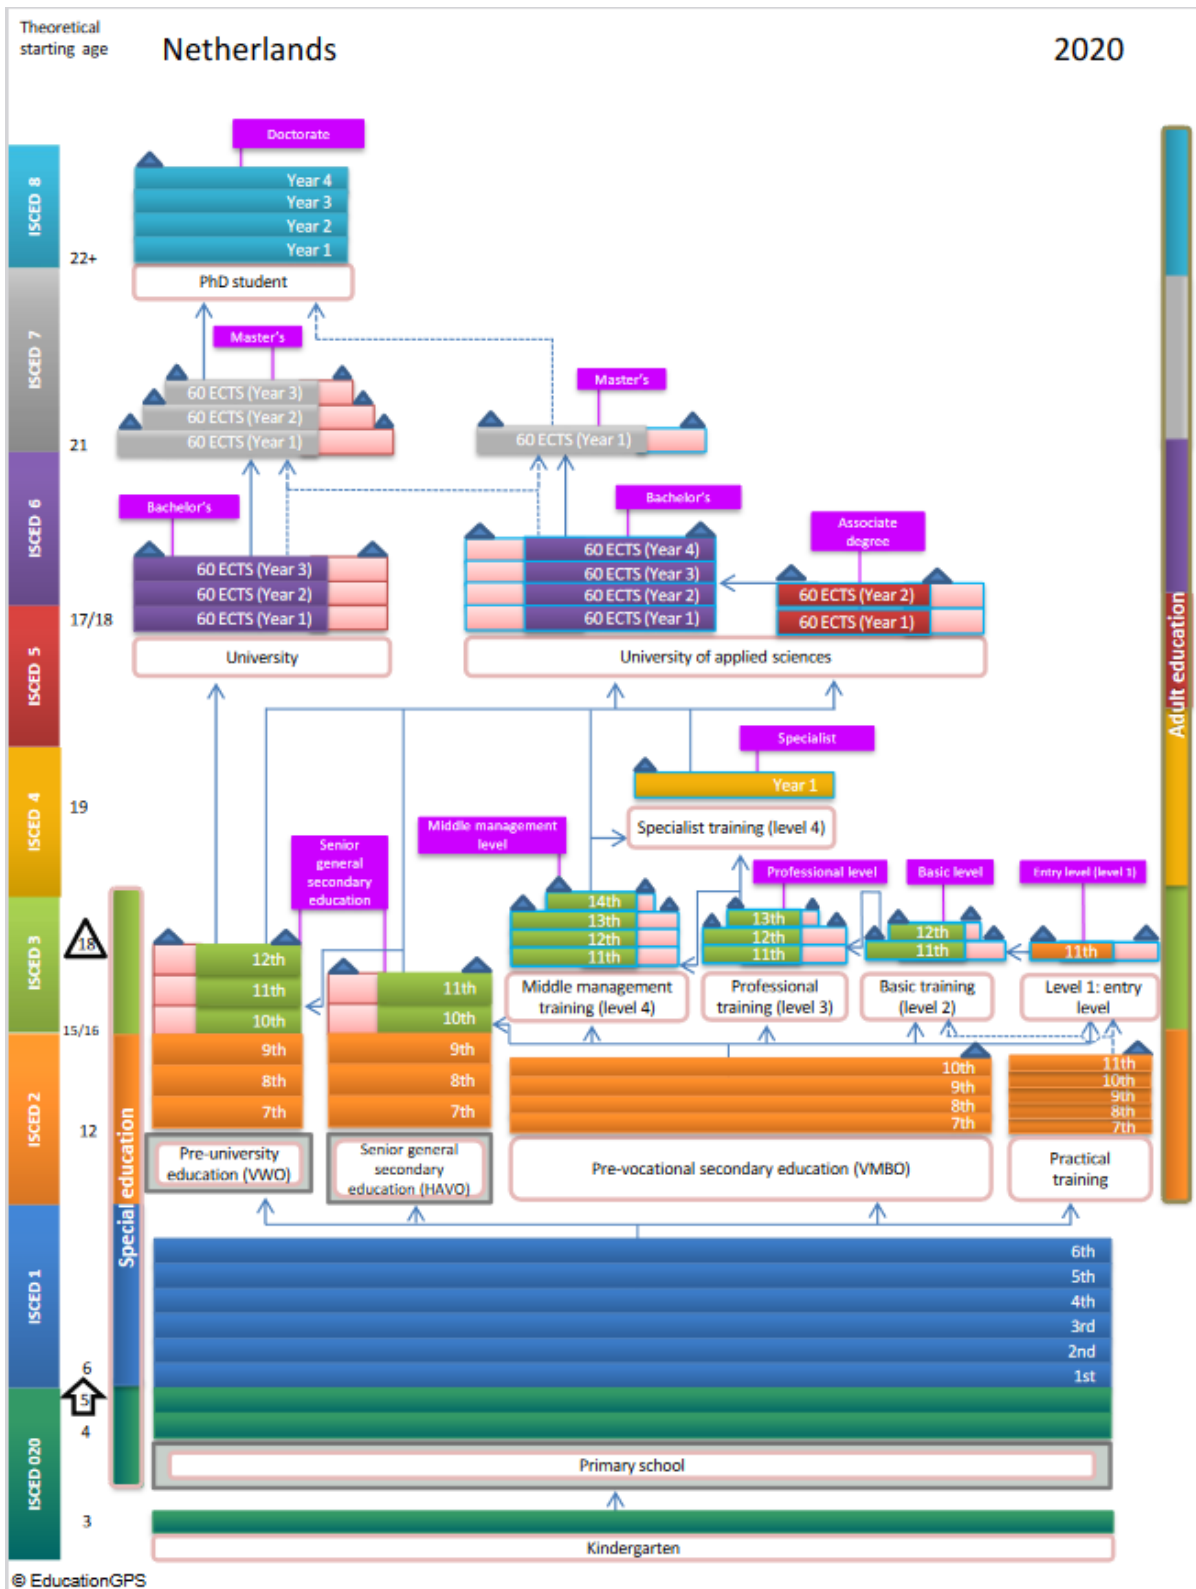 Theoretical
starting age
Netherlands
2020
Doctorate
ISCED 8
Year 4
Year 3
Year 2
Year 1
22+
PhD student
ISCED 7
Master's
60 ECTS (Year 3)
60 ECTS (Year 2)
60 ECTS (Year 1)
Master's
60 ECTS (Year 1)
21
ISCED 6
Bachelor's
60 ECTS (Year 3)
60 ECTS (Year 2)
60 ECTS (Year 1)
Bachelor's
60 ECTS (Year 4)
60 ECTS (Year 3)
60 ECTS (Year 2)
60 ECTS (Year 1)
Associate
degree
60 ECTS (Year 2)
60 ECTS (Year 1)
17/18
University
University of applied sciences
ISCED 5
Adult education
Specialist
Year 1
ISCED 4
19
Specialist training (level 4)
Senior
general
secondary
education
Middle management
level
Professional level
Basic level
Entry level (level 1)
ISCED 3
18
12th
11th
10th
11th
10th
14th
13th
12th
11th
13th
12th
11th
12th
11th
11th
Middle management
training (level 4)
Professional
training (level 3)
Basic training
(level 2)
Level 1: entry
level
15/16
ISCED 2
9th
8th
7th
9th
8th
7th
10th
9th
8th
7th
11th
10th
9th
8th
7th
12
Special education
Pre-university
education (VWO)
Senior general
secondary
education (HAVO)
Pre-vocational secondary education (VMBO)
Practical
training
ISCED 1
6th
5th
4th
3rd
2nd
1st
6
5
4
ISCED 020
Primary school
3
Kindergarten
© EducationGPS